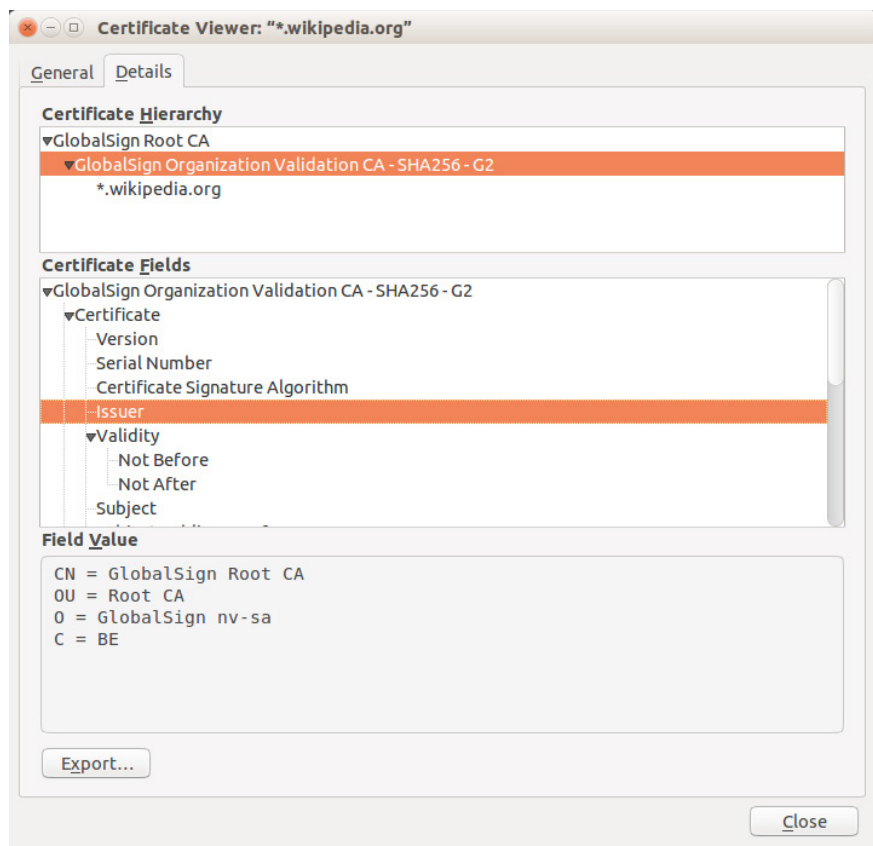 Certificate Viewer: “*.wikipedia.org”
General Details
Certificate Hierarchy
GlobalSign Root CA
GlobalSign Organization Validation CA - SHA256 - G2
*.wikipedia.org
Certificate Fields
GlobalSign Organization Validation CA - SHA256 - G2
Certificate
Version
Serial Number
Certificate Signature Algorithm
Issuer
Validity
Not Before
Not After
Subject
Field Value
CN = GlobalSign Root CA
OU = Root CA
O = GlobalSign nv-sa
C = BE
Export...
Close